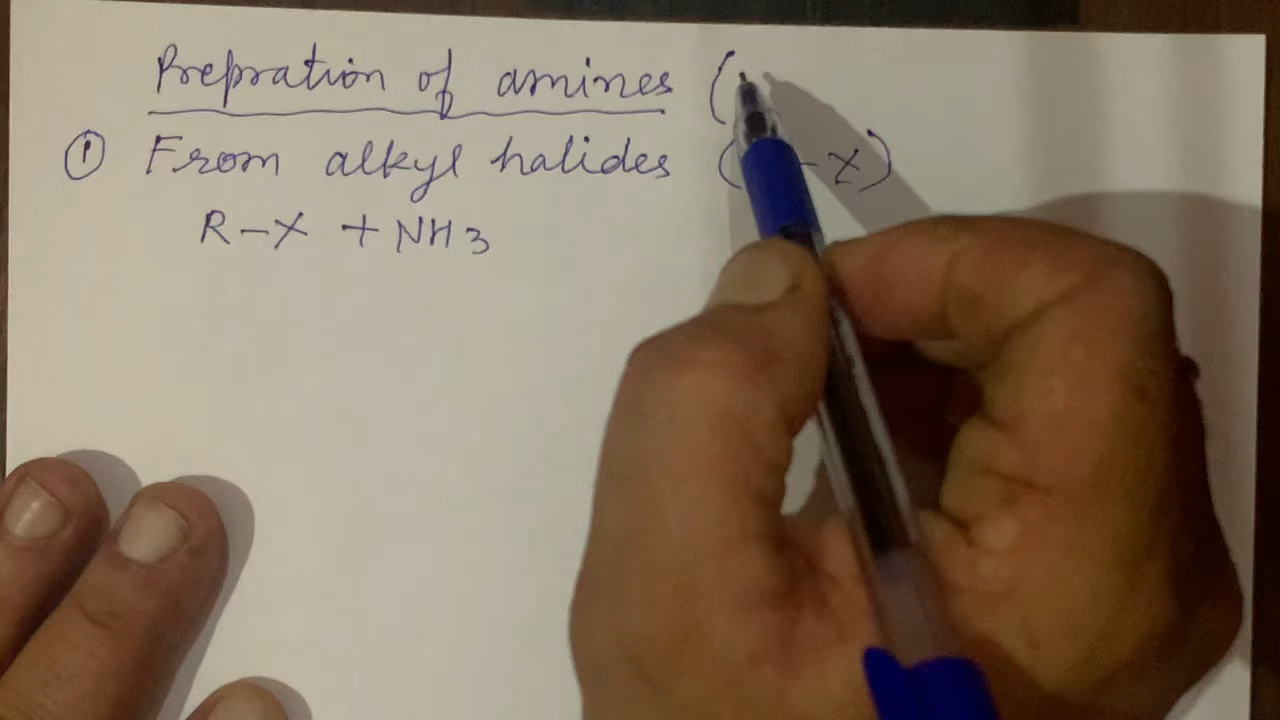 Prepration of amines (
① From alkyl halides ( - X)
R-X + NH3